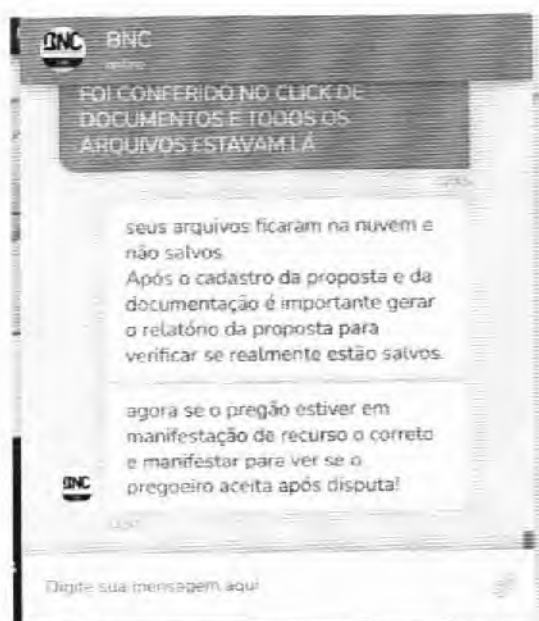 BNC
BNC
online
FOI CONFERIDO NO CLICK DE
DOCUMENTOS E TODOS OS
ARQUIVOS ESTAVAM LÁ
seus arquivos ficaram na nuvem e
não salvos
Após o cadastro da proposta e da
documentação é importante gerar
o relatório da proposta para
verificar se realmente estão salvos.
agora se o pregão estiver em
manifestação de recurso o correto
e manifestar para ver se o
BNC
pregoeiro aceita após disputa!
Digite sua mensagem aqui